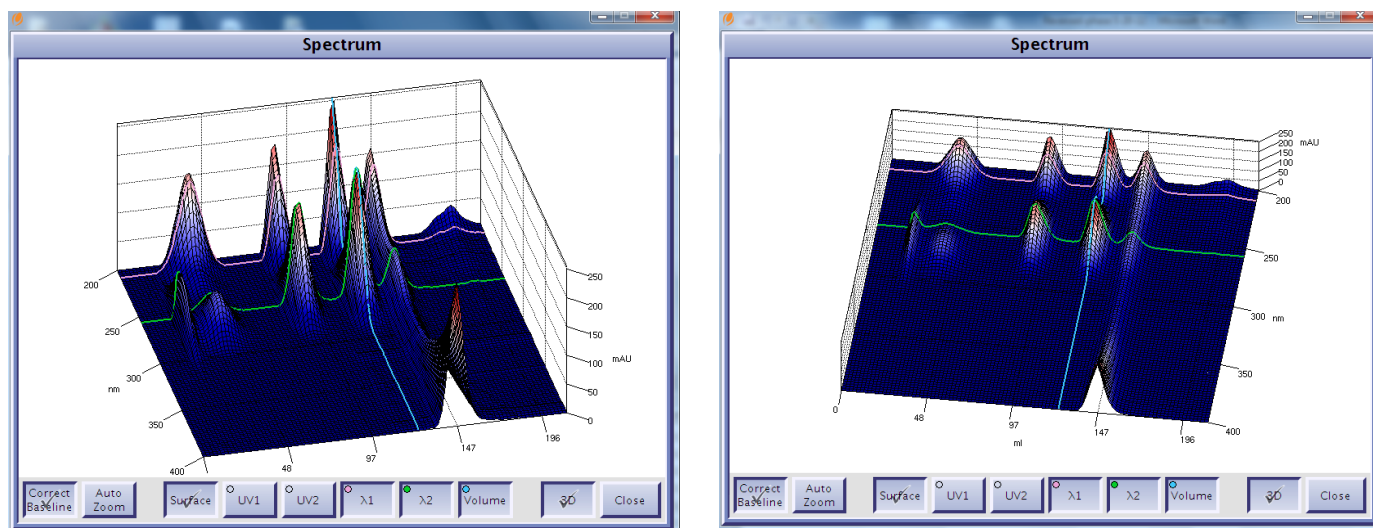 Spectrum
200
250
300
nm
350
400
48
97
147
196
250
200
150
100
mAU
50
0
Correct Baseline
Auto Zoom
Surface
UV1
UV2
λ1
λ2
Volume
3D
Close
Spectrum
250
200
mAU
150
100
50
0
200
250
300 nm
350
400
0
48
97
147
196
ml
Correct Baseline
Auto Zoom
Surface
UV1
UV2
λ1
λ2
Volume
3D
Close